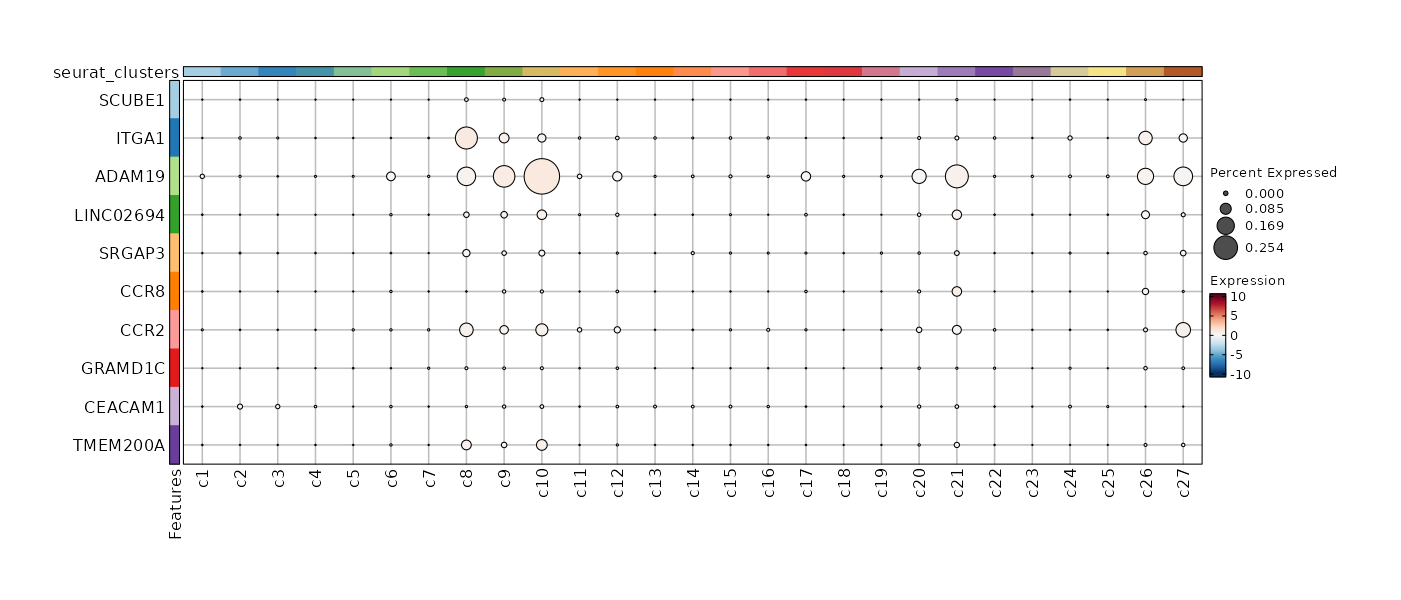 seurat_clusters
SCUBE1
ITGA1
ADAM19
LINC02694
SRGAP3
CCR8
CCR2
GRAMD1C
CEACAM1
TMEM200A
Features
c1 c2 c3 c4 c5 c6 c7 c8 c9 c10 c11 c12 c13 c14 c15 c16 c17 c18 c19 c20 c21 c22 c23 c24 c25 c26 c27
Percent Expressed
0.000
0.085
0.169
0.254
Expression
10
5
0
-5
-10